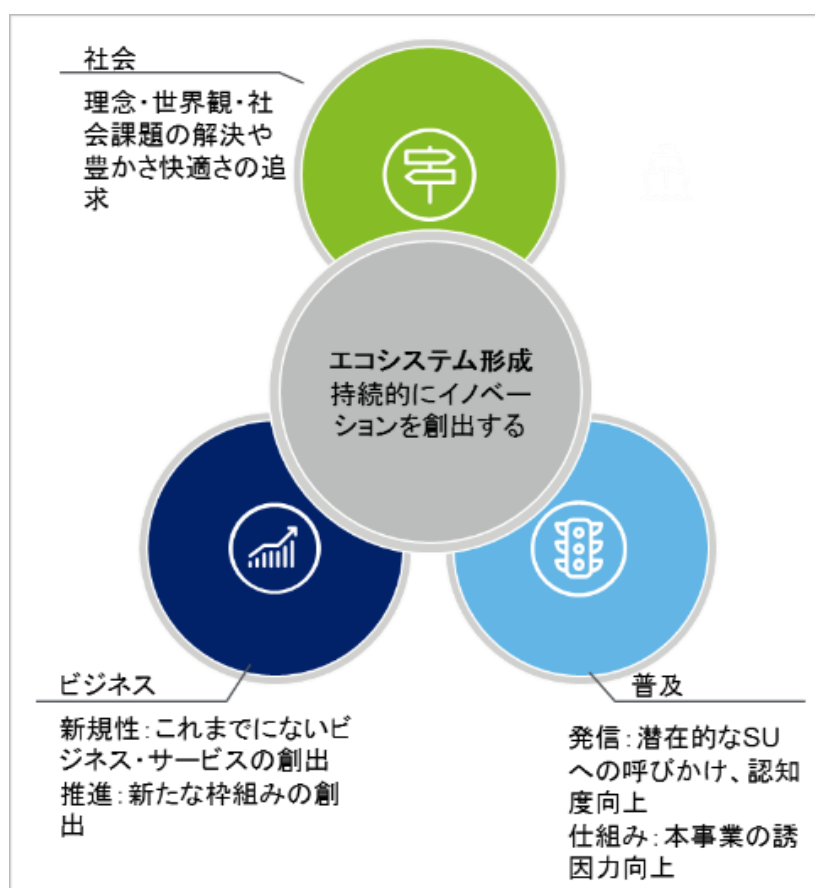 社会
理念・世界観・社
会課題の解決や
豊かさ快適さの追
求
エコシステム形成
持続的にイノベー
ションを創出する
ビジネス
新規性：これまでにないビ
ジネス・サービスの創出
推進：新たな枠組みの創
出
普及
発信：潜在的なSU
への呼びかけ、認知
度向上
仕組み：本事業の誘
因力向上